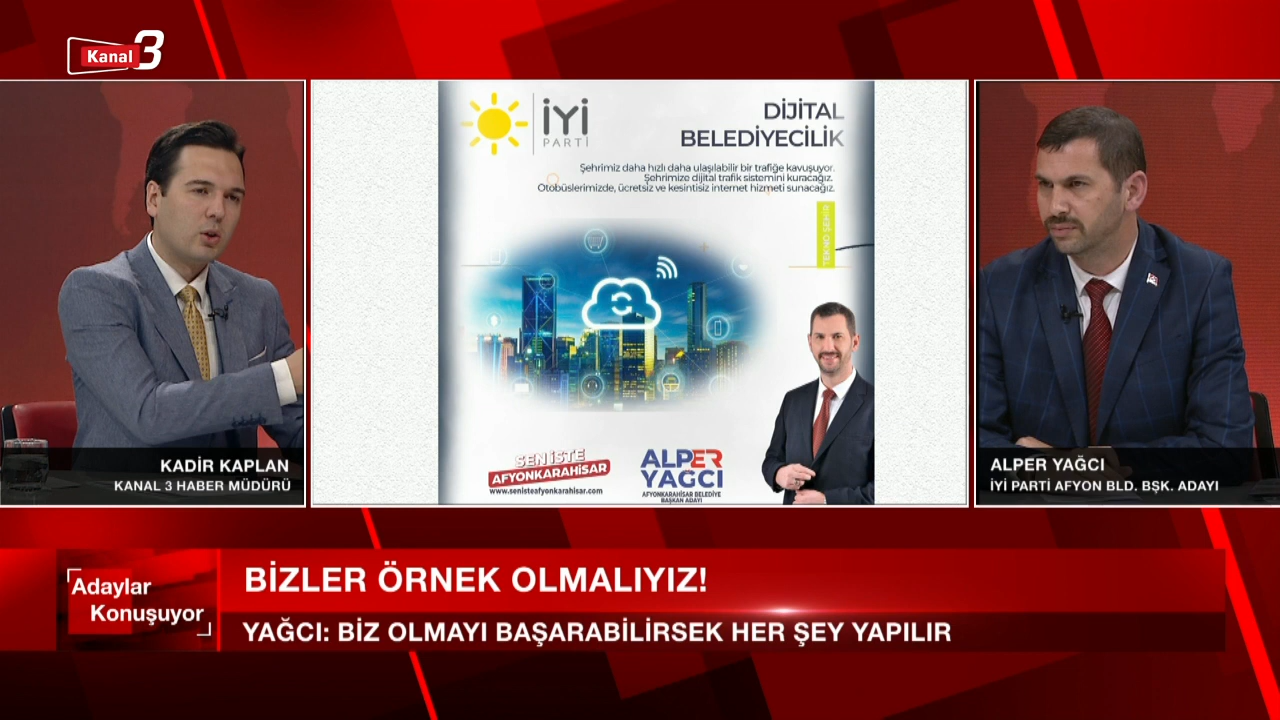 Kanal 3
İYİ
PARTİ
DİJİTAL
BELEDİYECİLİK
Şehrimiz daha hızlı daha ulaşılabilir bir trafiğe kavuşuyor.
Şehrimize dijital trafik sistemini kuracağız.
Otobüslerimizde, ücretsiz ve kesintisiz internet hizmeti sunacağız.
TEKNO ŞEHİR
SEN İSTE
AFYONKARAHİSAR
www.senisteafyonkarahisar.com
ALPER
YAĞCI
AFYONKARAHİSAR BELEDİYE
BAŞKAN ADAYI
KADİR KAPLAN
KANAL 3 HABER MÜDÜRÜ
ALPER YAĞCI
İYİ PARTİ AFYON BLD. BŞK. ADAYI
Adaylar
Konuşuyor
BİZLER ÖRNEK OLMALIYIZ!
YAĞCI: BİZ OLMAYI BAŞARABİLİRSEK HER ŞEY YAPILIR